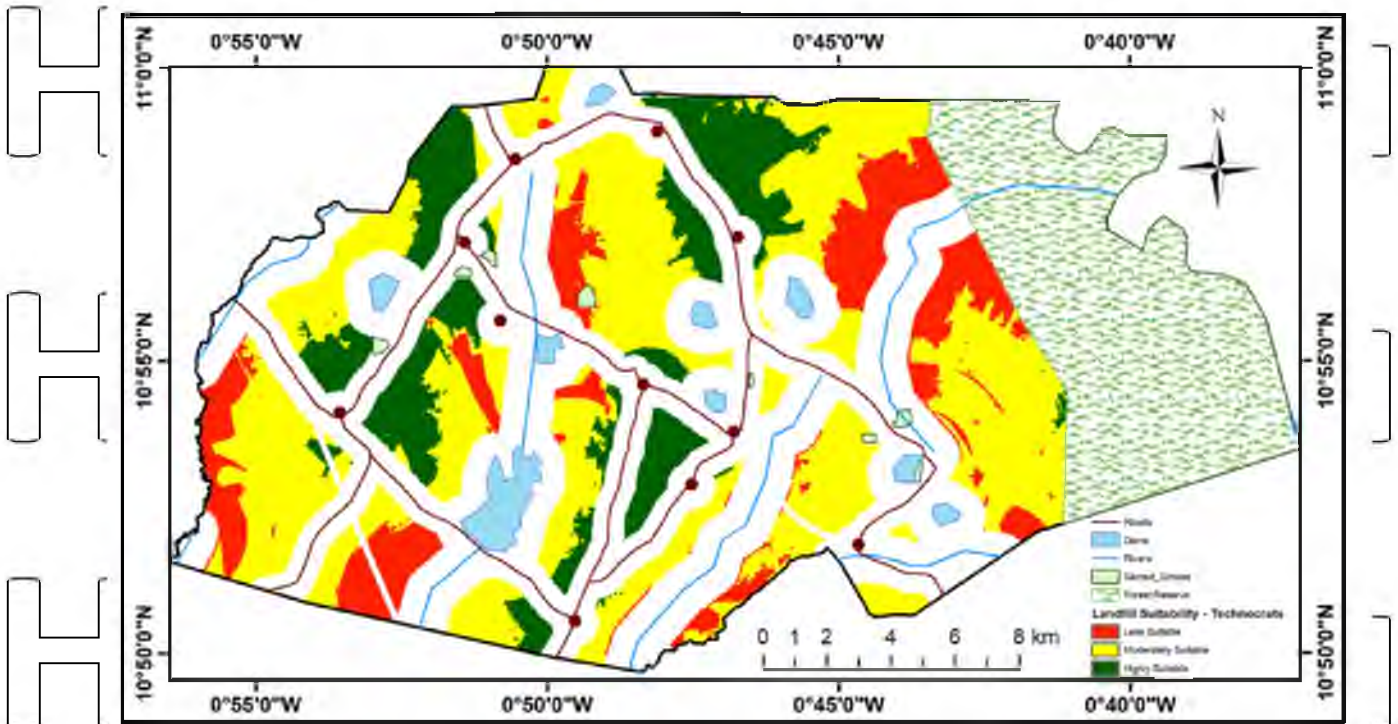 0°55'0"W 0°50'0"W 0°45'0"W 0°40'0"W
11°0'0"N
11°0'0"N
N
10°55'0"N
10°55'0"N
Roads
Dams
Rivers
Sacred_Groves
Forest Reserve
Landfill Suitability - Technocrats
Less Suitable
Moderately Suitable
Highly Suitable
0 1 2 4 6 8 km
10°50'0"N
10°50'0"N
0°55'0"W 0°50'0"W 0°45'0"W 0°40'0"W